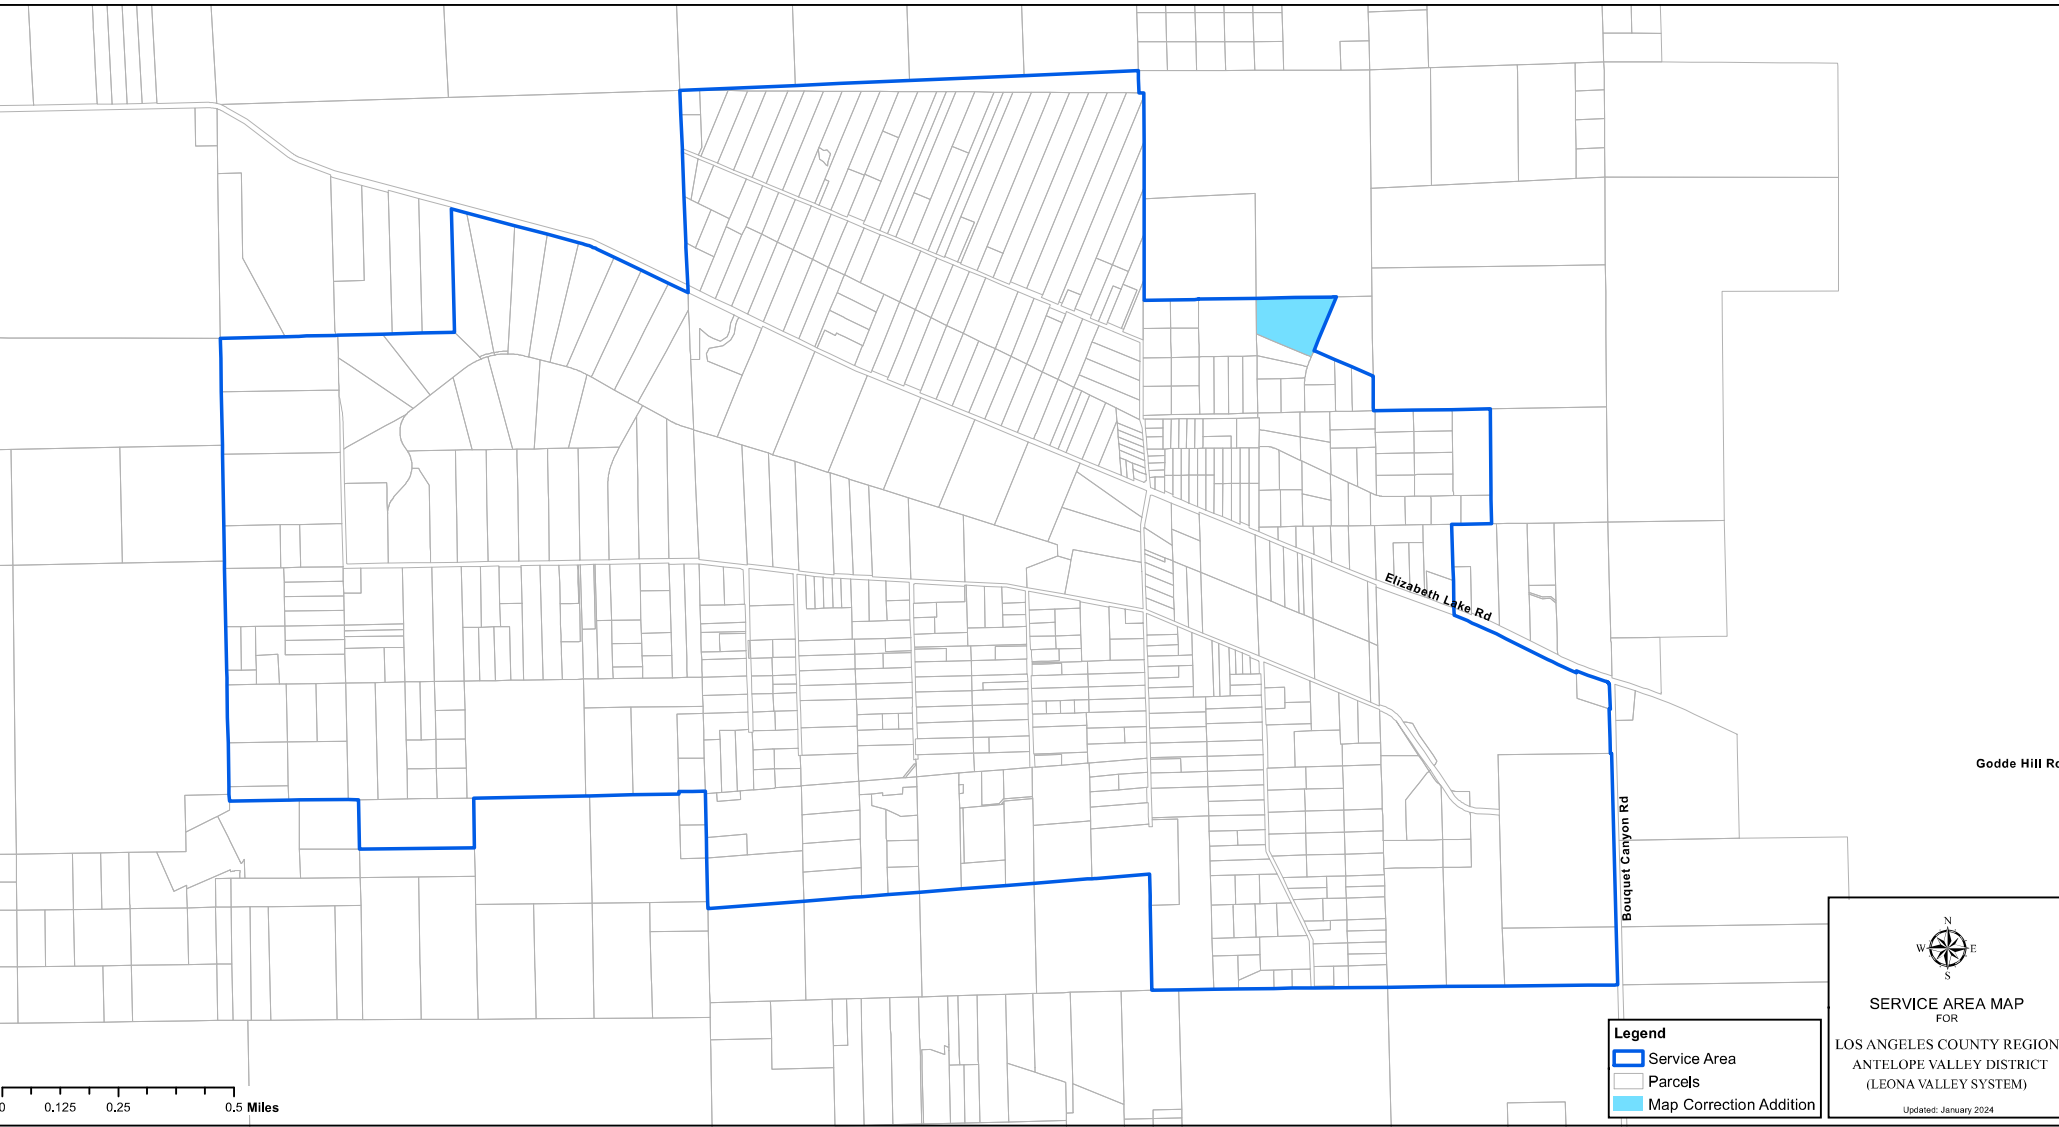 Elizabeth Lake Rd
Godde Hill Rd
Bouquet Canyon Rd
N
W E
S
SERVICE AREA MAP
FOR
LOS ANGELES COUNTY REGION
ANTELOPE VALLEY DISTRICT
(LEONA VALLEY SYSTEM)
Updated: January 2024
Legend
Service Area
Parcels
Map Correction Addition
0 0.125 0.25 0.5 Miles